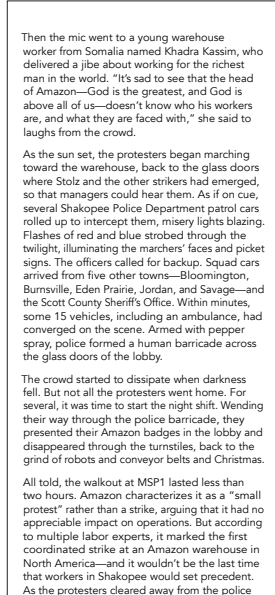 Then the mic went to a young warehouse
worker from Somalia named Khadra Kassim, who
delivered a jibe about working for the richest
man in the world. “It’s sad to see that the head
of Amazon—God is the greatest, and God is
above all of us—doesn’t know who his workers
are, and what they are faced with,” she said to
laughs from the crowd.
As the sun set, the protesters began marching
toward the warehouse, back to the glass doors
where Stolz and the other strikers had emerged,
so that managers could hear them. As if on cue,
several Shakopee Police Department patrol cars
rolled up to intercept them, misery lights blazing.
Flashes of red and blue strobed through the
twilight, illuminating the marchers’ faces and picket
signs. The officers called for backup. Squad cars
arrived from five other towns—Bloomington,
Burnsville, Eden Prairie, Jordan, and Savage—and
the Scott County Sheriff’s Office. Within minutes,
some 15 vehicles, including an ambulance, had
converged on the scene. Armed with pepper
spray, police formed a human barricade across
the glass doors of the lobby.
The crowd started to dissipate when darkness
fell. But not all the protesters went home. For
several, it was time to start the night shift. Wending
their way through the police barricade, they
presented their Amazon badges in the lobby and
disappeared through the turnstiles, back to the
grind of robots and conveyor belts and Christmas.
All told, the walkout at MSP1 lasted less than
two hours. Amazon characterizes it as a “small
protest” rather than a strike, arguing that it had no
appreciable impact on operations. But according
to multiple labor experts, it marked the first
coordinated strike at an Amazon warehouse in
North America—and it wouldn’t be the last time
that workers in Shakopee would set precedent.
As the protesters cleared away from the police